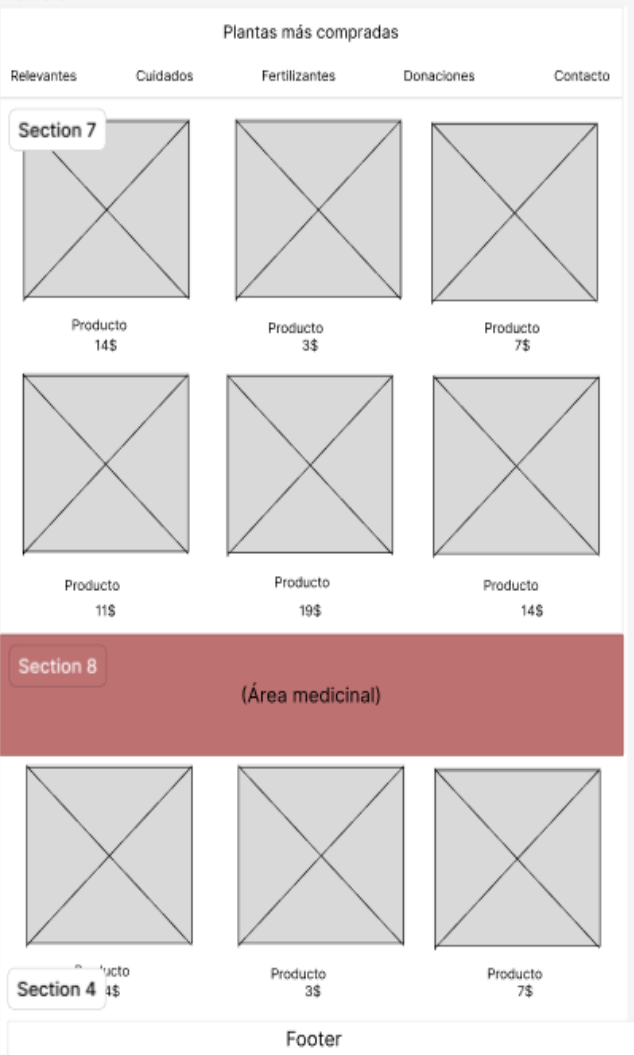 Plantas más compradas
Relevantes Cuidados Fertilizantes Donaciones Contacto
Section 7
Producto Producto Producto
14$ 3$ 7$
Producto Producto Producto
11$ 19$ 14$
Section 8
(Área medicinal)
Producto Producto
Section 4 3$ 7$
Footer